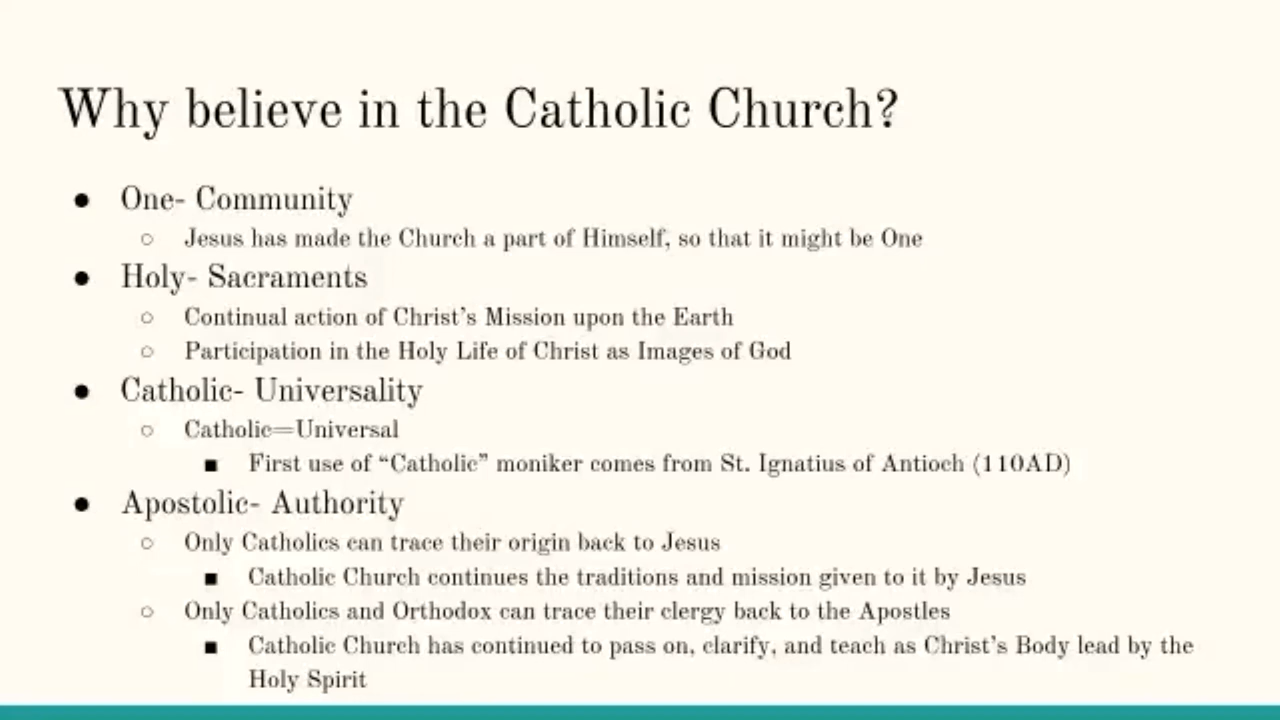 Why believe in the Catholic Church?
● One- Community
○ Jesus has made the Church a part of Himself, so that it might be One
● Holy- Sacraments
○ Continual action of Christ’s Mission upon the Earth
○ Participation in the Holy Life of Christ as Images of God
● Catholic- Universality
○ Catholic=Universal
■ First use of “Catholic” moniker comes from St. Ignatius of Antioch (110AD)
● Apostolic- Authority
○ Only Catholics can trace their origin back to Jesus
■ Catholic Church continues the traditions and mission given to it by Jesus
○ Only Catholics and Orthodox can trace their clergy back to the Apostles
■ Catholic Church has continued to pass on, clarify, and teach as Christ’s Body lead by the
Holy Spirit